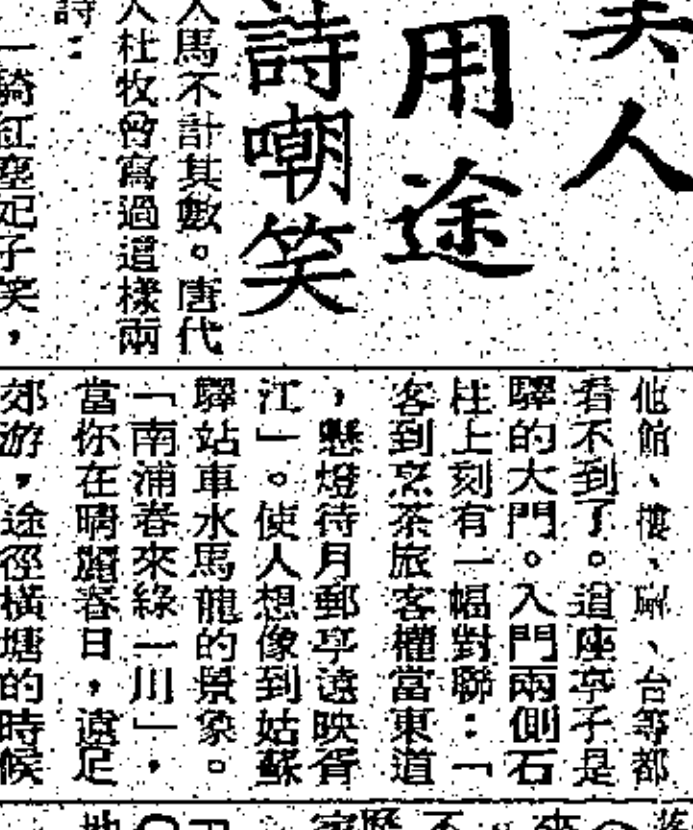 人
用途
詩嘲笑
人馬不計其數。唐代
人杜牧曾寫過這樣兩
詩：
一騎紅塵妃子笑，
他館、樓、廊、台等都
看不到了。這座亭子是
驛的大門。入門兩側石
柱上刻有一幅對聯：「
客到烹茶旅客權當東道
，懸燈待月郵亭遠映胥
江」。使人想像到姑蘇
驛站車水馬龍的景象。
「南浦春來綠一川」，
當你在晴麗春日，遠足
郊游，途徑橫塘的時候